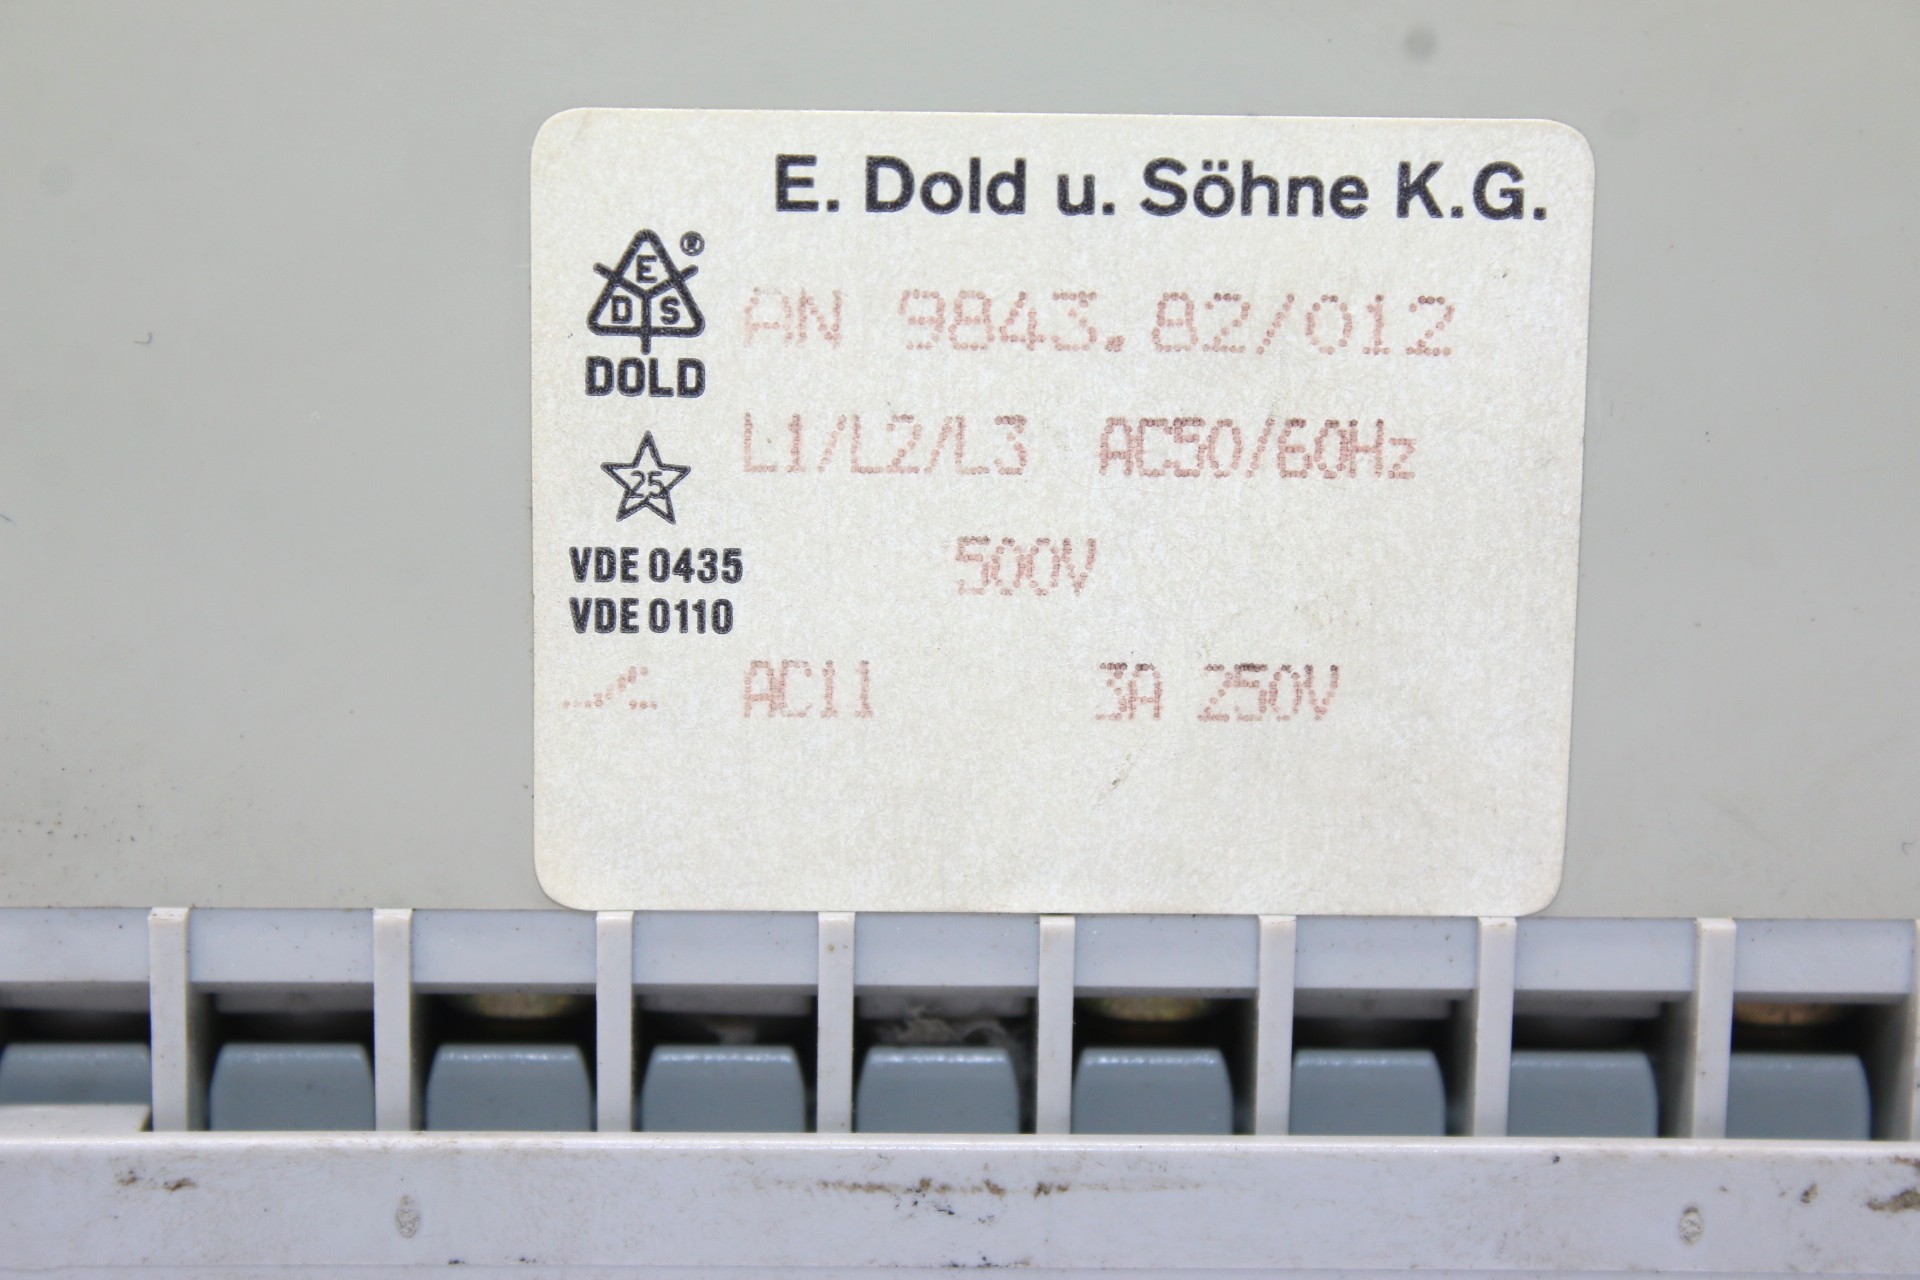 E. Dold u. Söhne K.G.
®
E
D S
DOLD
AN 9843.82/012
L1/L2/L3 AC50/60Hz
25
500V
VDE 0435
VDE 0110
AC11 3A 250V